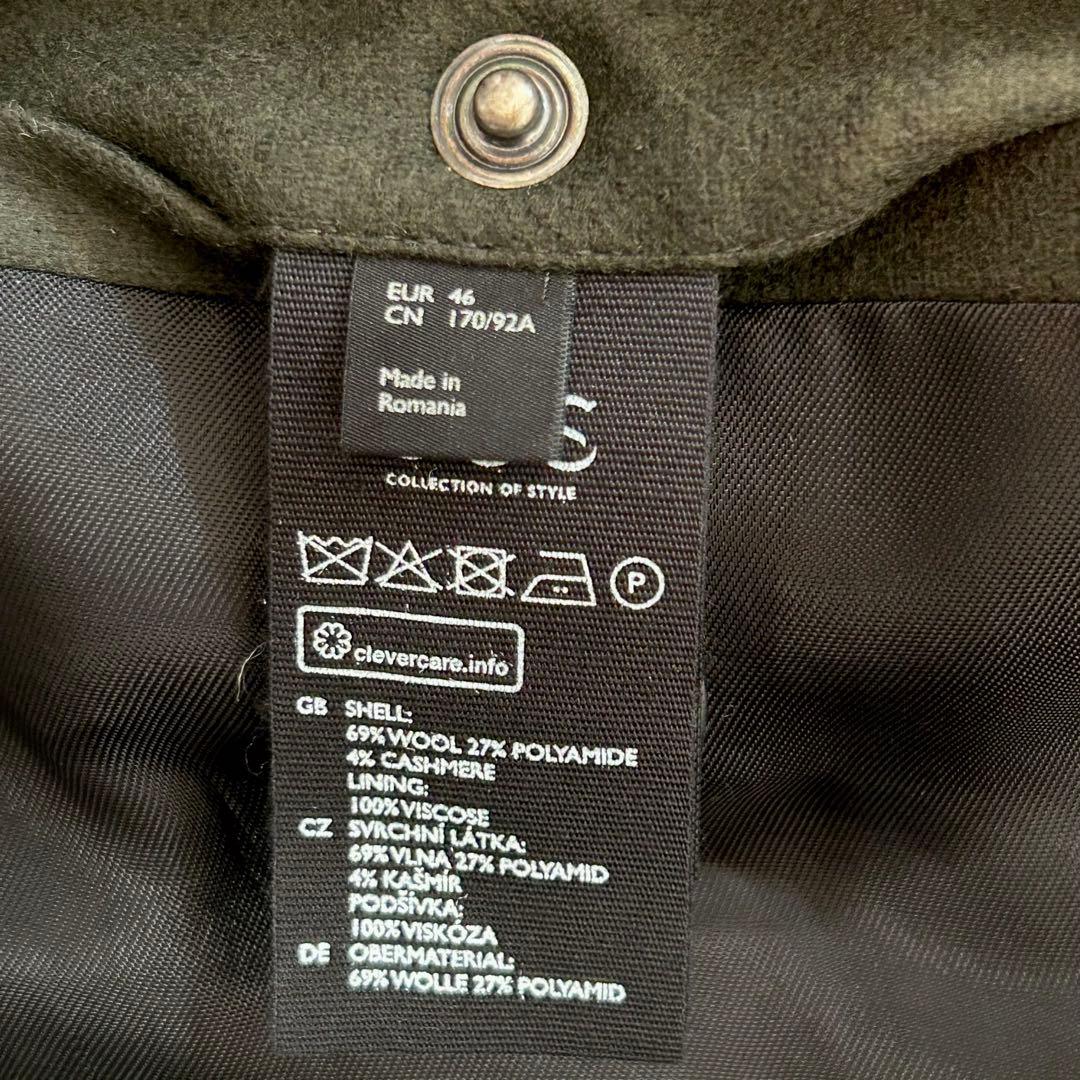 EUR 46
CN 170/92A
Made in
Romania
S
COLLECTION OF STYLE
P
clevercare.info
GB SHELL:
69% WOOL 27% POLYAMIDE
4% CASHMERE
LINING:
100% VISCOSE
CZ SVRCHNÍ LÁTKA:
69% VLNA 27% POLYAMID
4% KAŠMÍR
PODŠÍVKA:
100% VISKÓZA
DE OBERMATERIAL:
69% WOLLE 27% POLYAMID